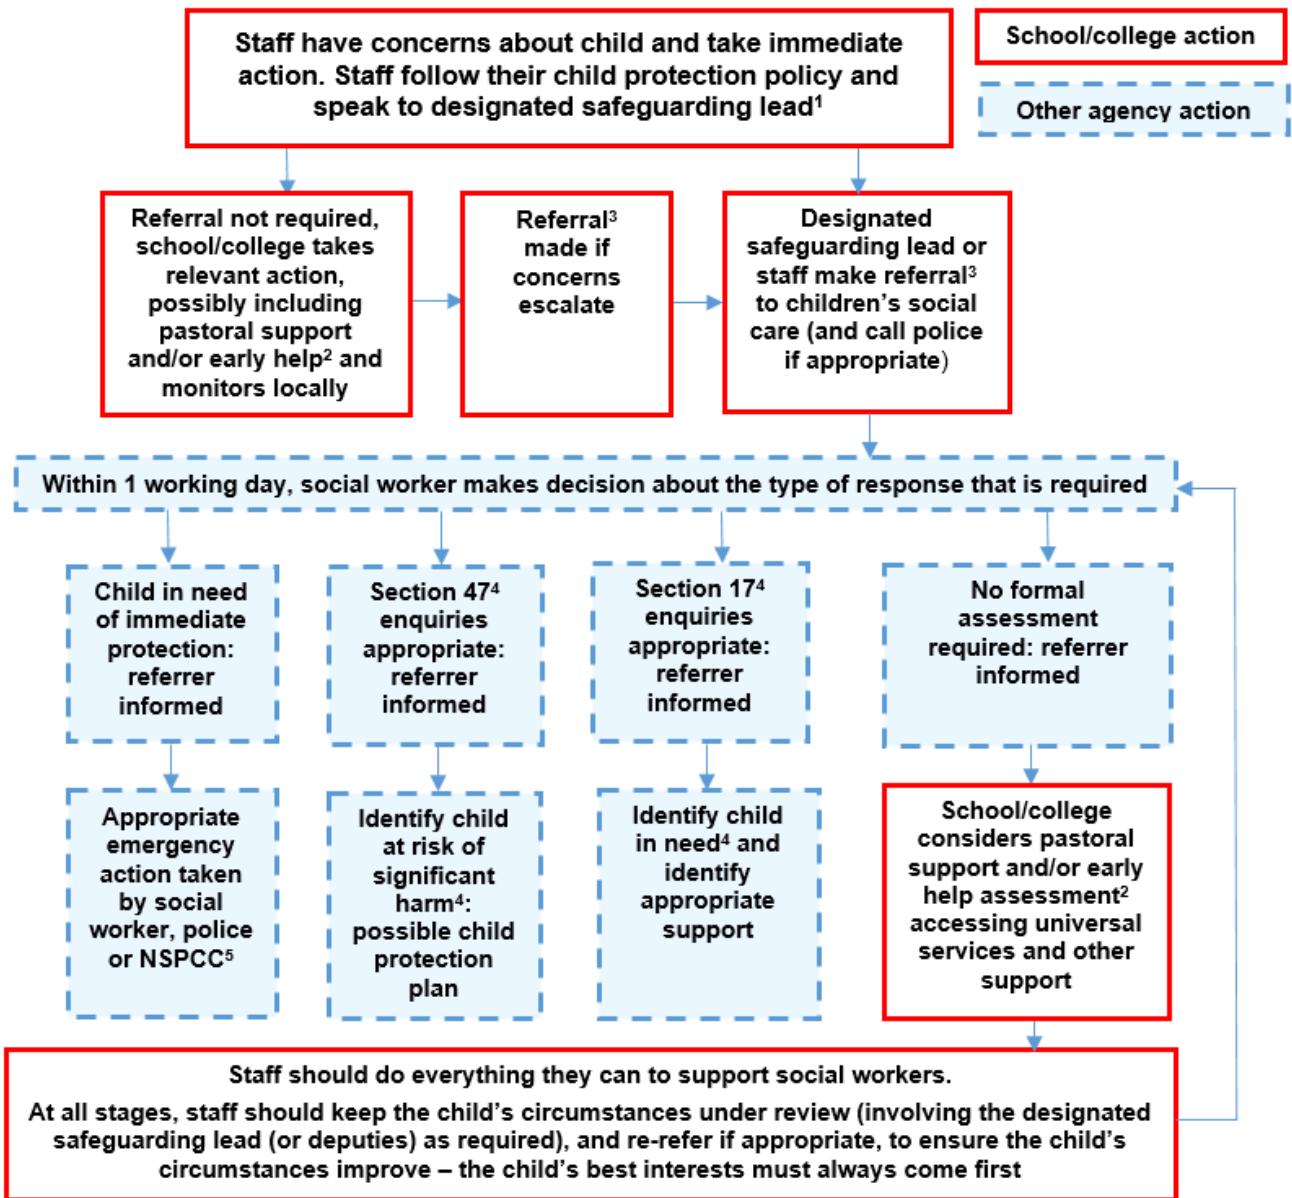 Staff have concerns about child and take immediate
action. Staff follow their child protection policy and
speak to designated safeguarding lead¹
School/college action
Other agency action
Referral not required,
school/college takes
relevant action,
possibly including
pastoral support
and/or early help² and
monitors locally
Referral³
made if
concerns
escalate
Designated
safeguarding lead or
staff make referral³
to children’s social
care (and call police
if appropriate)
Within 1 working day, social worker makes decision about the type of response that is required
Child in need
of immediate
protection:
referrer
informed
Section 47⁴
enquiries
appropriate:
referrer
informed
Section 17⁴
enquiries
appropriate:
referrer
informed
No formal
assessment
required: referrer
informed
Appropriate
emergency
action taken
by social
worker, police
or NSPCC⁵
Identify child
at risk of
significant
harm⁴:
possible child
protection
plan
Identify child
in need⁴ and
identify
appropriate
support
School/college
considers pastoral
support and/or early
help assessment²
accessing universal
services and other
support
Staff should do everything they can to support social workers.
At all stages, staff should keep the child’s circumstances under review (involving the designated
safeguarding lead (or deputies) as required), and re-refer if appropriate, to ensure the child’s
circumstances improve – the child’s best interests must always come first